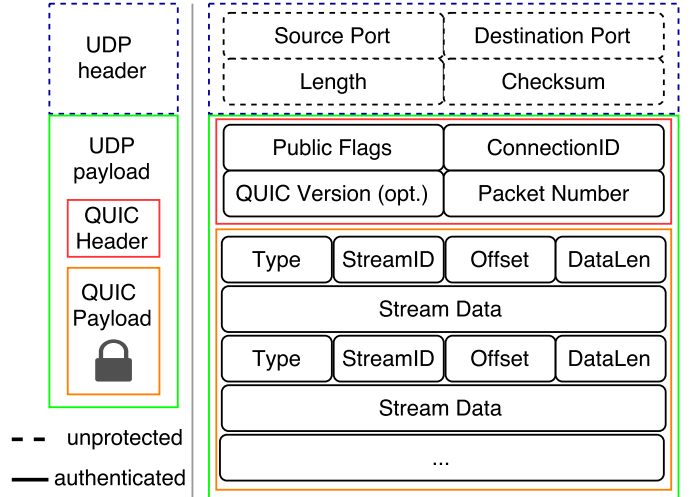 UDP
header
UDP
payload
QUIC
Header
QUIC
Payload
unprotected
authenticated
Source Port
Destination Port
Length
Checksum
Public Flags
ConnectionID
QUIC Version (opt.)
Packet Number
Type
StreamID
Offset
DataLen
Stream Data
Type
StreamID
Offset
DataLen
Stream Data
...